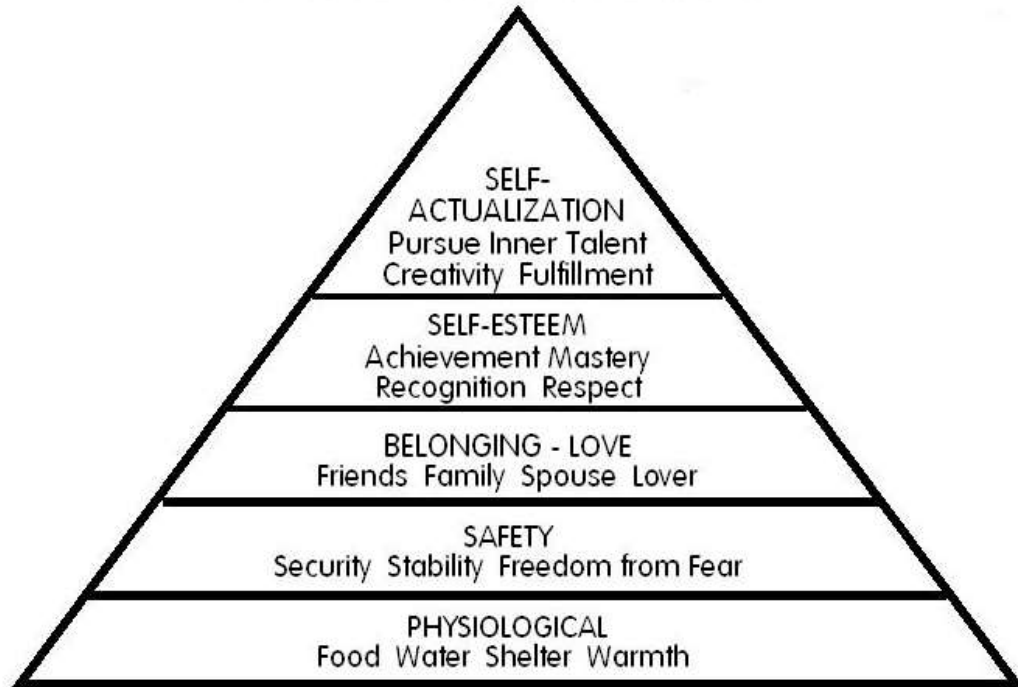 SELF-
ACTUALIZATION
Pursue Inner Talent
Creativity Fulfillment
SELF-ESTEEM
Achievement Mastery
Recognition Respect
BELONGING - LOVE
Friends Family Spouse Lover
SAFETY
Security Stability Freedom from Fear
PHYSIOLOGICAL
Food Water Shelter Warmth